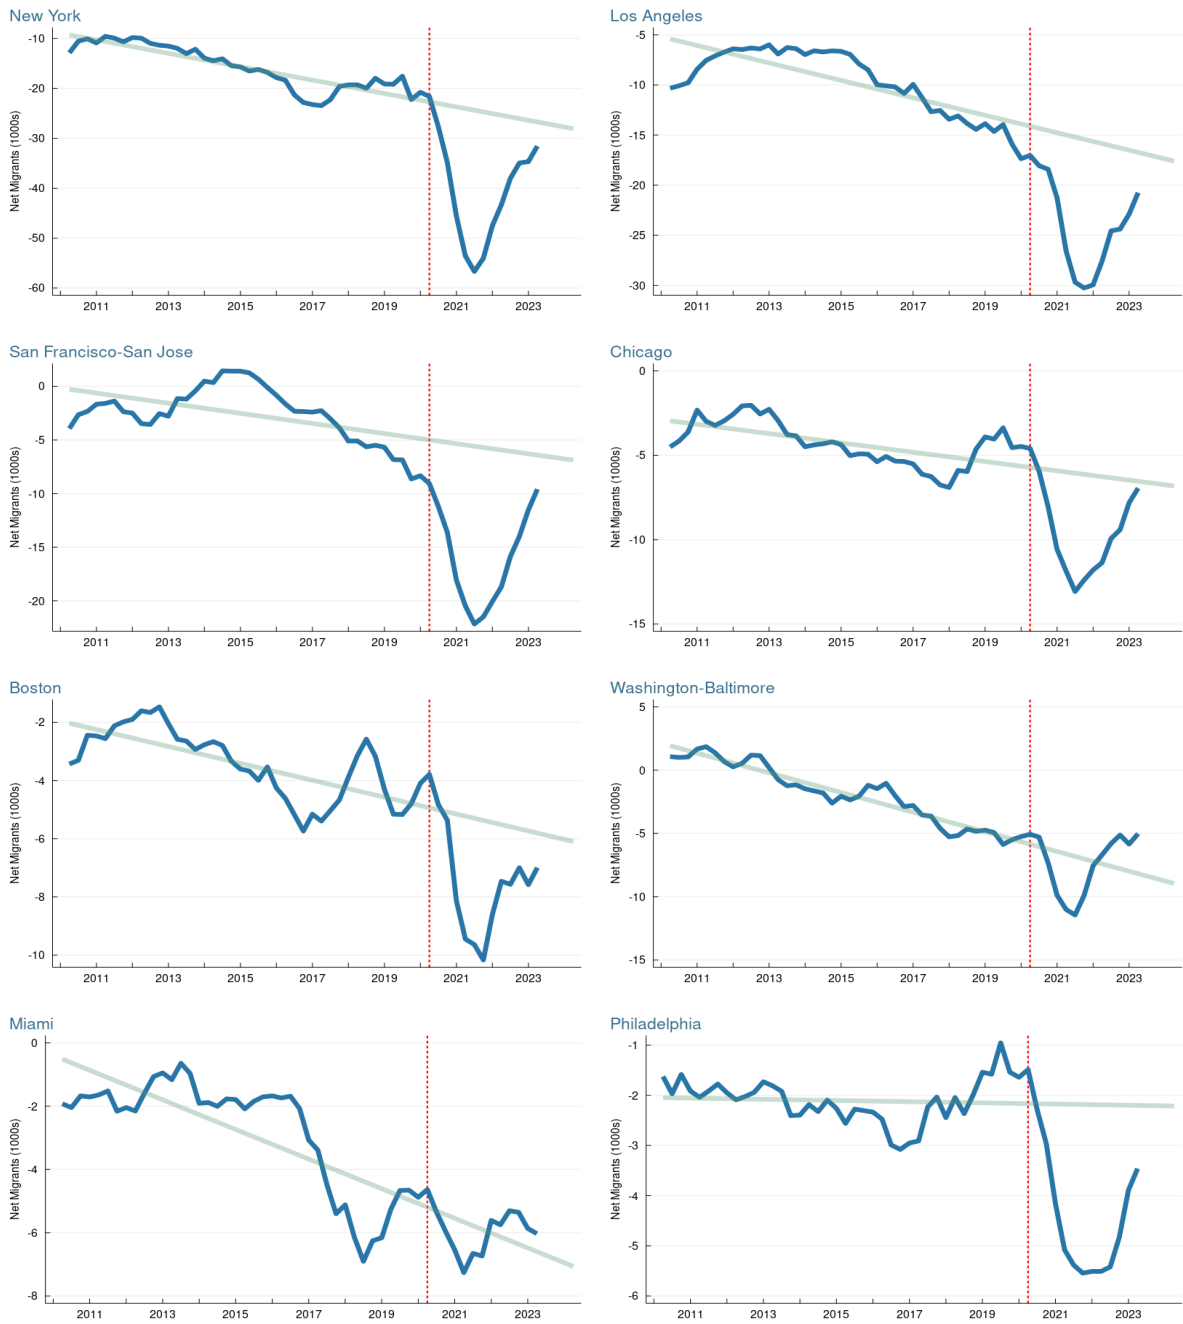 New York
Net Migrants (1000s)
-10
-20
-30
-40
-50
-60
2011 2013 2015 2017 2019 2021 2023
Los Angeles
Net Migrants (1000s)
-5
-10
-15
-20
-25
-30
2011 2013 2015 2017 2019 2021 2023
San Francisco-San Jose
Net Migrants (1000s)
0
-5
-10
-15
-20
2011 2013 2015 2017 2019 2021 2023
Chicago
Net Migrants (1000s)
0
-5
-10
-15
2011 2013 2015 2017 2019 2021 2023
Boston
Net Migrants (1000s)
-2
-4
-6
-8
-10
2011 2013 2015 2017 2019 2021 2023
Washington-Baltimore
Net Migrants (1000s)
5
0
-5
-10
-15
2011 2013 2015 2017 2019 2021 2023
Miami
Net Migrants (1000s)
0
-2
-4
-6
-8
2011 2013 2015 2017 2019 2021 2023
Philadelphia
Net Migrants (1000s)
-1
-2
-3
-4
-5
-6
2011 2013 2015 2017 2019 2021 2023